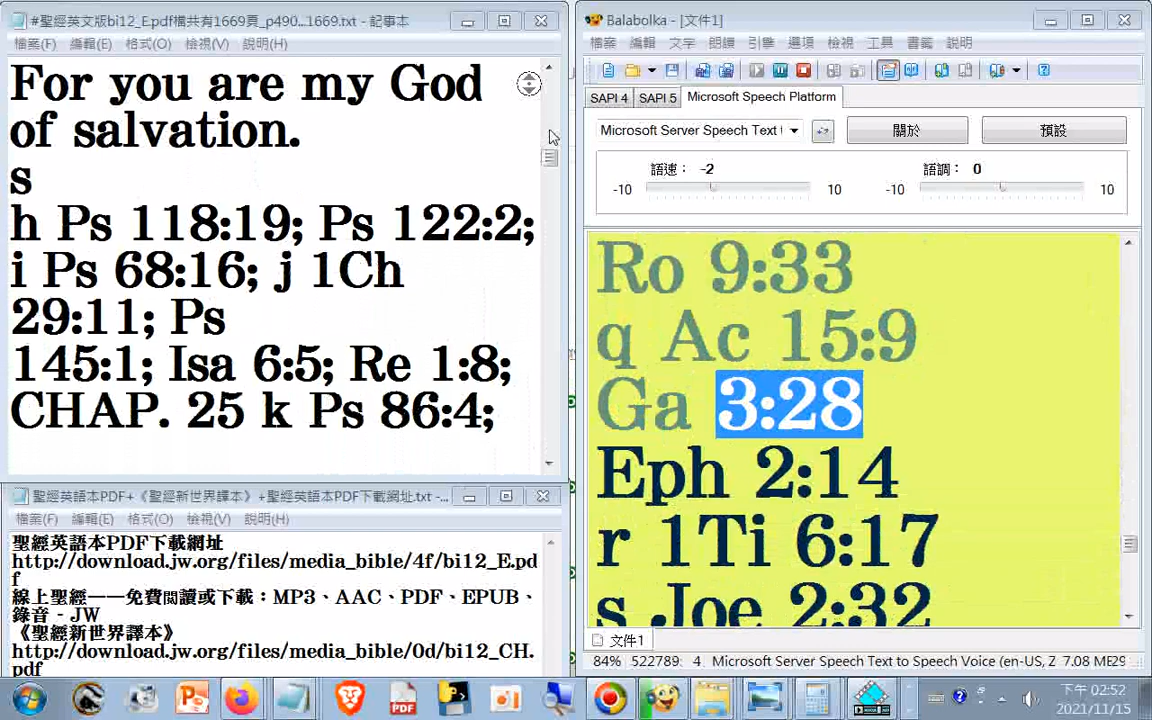 #聖經英文版bi12_E.pdf檔共有1669頁_p490...1669.txt - 記事本
檔案(F) 編輯(E) 格式(O) 檢視(V) 說明(H)
For you are my God
of salvation.
s
h Ps 118:19; Ps 122:2;
i Ps 68:16; j 1Ch
29:11; Ps
145:1; Isa 6:5; Re 1:8;
CHAP. 25 k Ps 86:4;
聖經英語本PDF+《聖經新世界譯本》+聖經英語本PDF下載網址.txt -...
檔案(F) 編輯(E) 格式(O) 檢視(V) 說明(H)
聖經英語本PDF下載網址
http://download.jw.org/files/media_bible/4f/bi12_E.pd
f
線上聖經——免費閱讀或下載：MP3、AAC、PDF、EPUB、
錄音 - JW
《聖經新世界譯本》
http://download.jw.org/files/media_bible/0d/bi12_CH.
pdf
Balabolka - [文件1]
檔案 編輯 文字 朗讀 引擎 選項 檢視 工具 書籤 說明
SAPI 4 SAPI 5 Microsoft Speech Platform
Microsoft Server Speech Text 關於 預設
語速： -2 語調： 0
-10 10 -10 10
Ro 9:33
q Ac 15:9
Ga 3:28
Eph 2:14
r 1Ti 6:17
s Joe 2:32
文件1
84% 522789: 4 Microsoft Server Speech Text to Speech Voice (en-US, Z 7.08 ME29
PDF
下午 02:52
2021/11/15